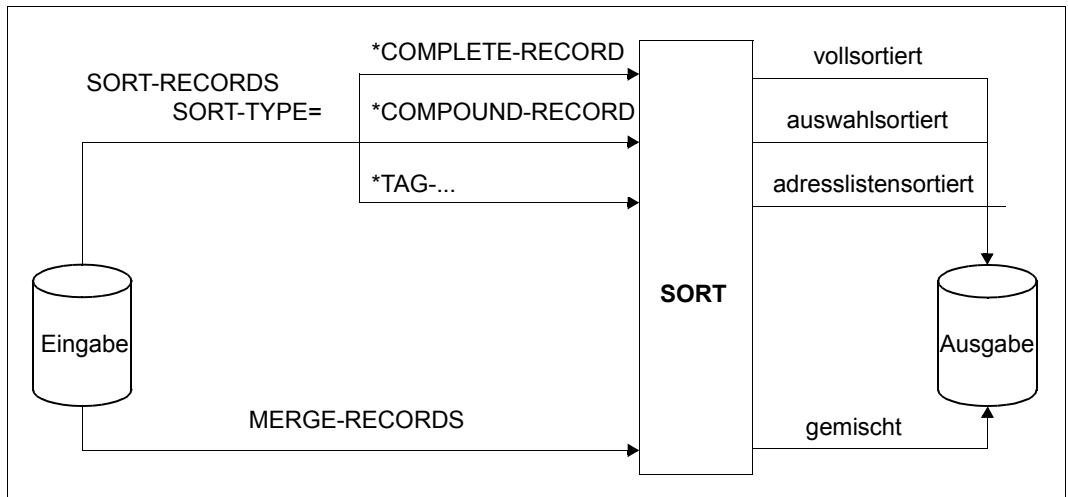 *COMPLETE-RECORD
vollsortiert
SORT-RECORDS
SORT-TYPE=
*COMPOUND-RECORD
auswahlsortiert
*TAG-...
adresslistensortiert
SORT
Eingabe
Ausgabe
MERGE-RECORDS
gemischt